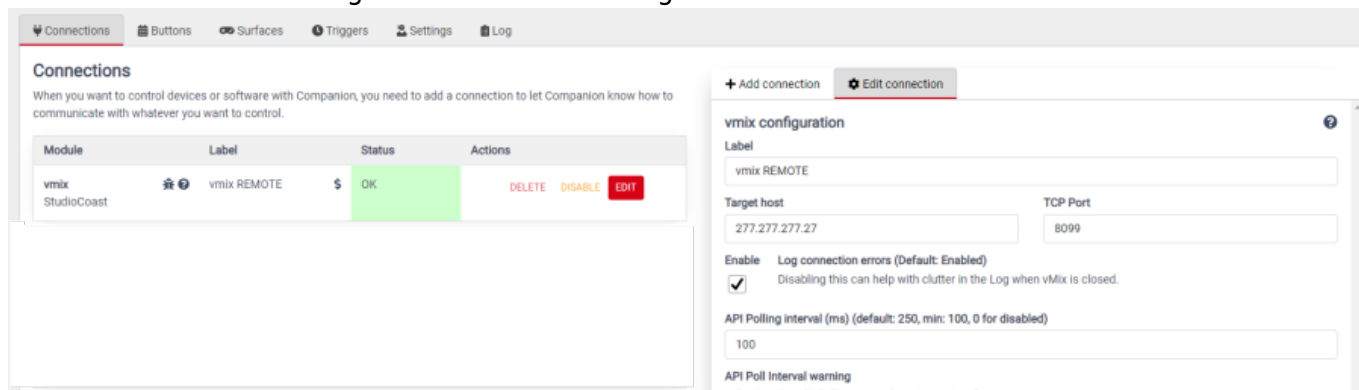 Connections Buttons Surfaces Triggers Settings Log
Connections
When you want to control devices or software with Companion, you need to add a connection to let Companion know how to
communicate with whatever you want to control.
Module Label Status Actions
vmix vmix REMOTE $ OK DELETE DISABLE EDIT
StudioCoast
+ Add connection Edit connection
vmix configuration
Label
vmix REMOTE
Target host TCP Port
277.277.277.27 8099
Enable Log connection errors (Default: Enabled)
Disabling this can help with clutter in the Log when vMix is closed.
API Polling interval (ms) (default: 250, min: 100, 0 for disabled)
100
API Poll Interval warning